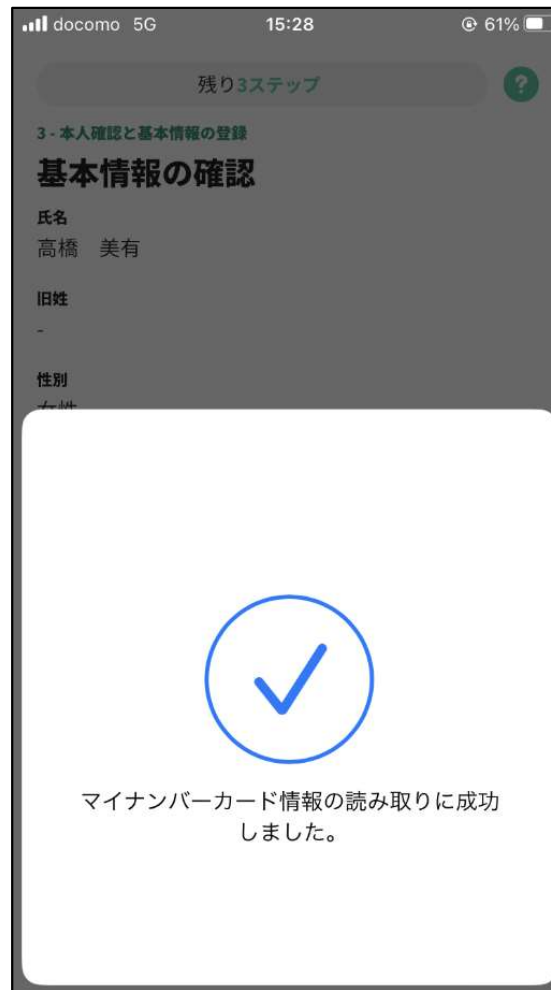 docomo 5G 15:28 61%
残り3ステップ ?
3 - 本人確認と基本情報の登録
基本情報の確認
氏名
高橋　美有
旧姓
-
性別
女性
マイナンバーカード情報の読み取りに成功
しました。